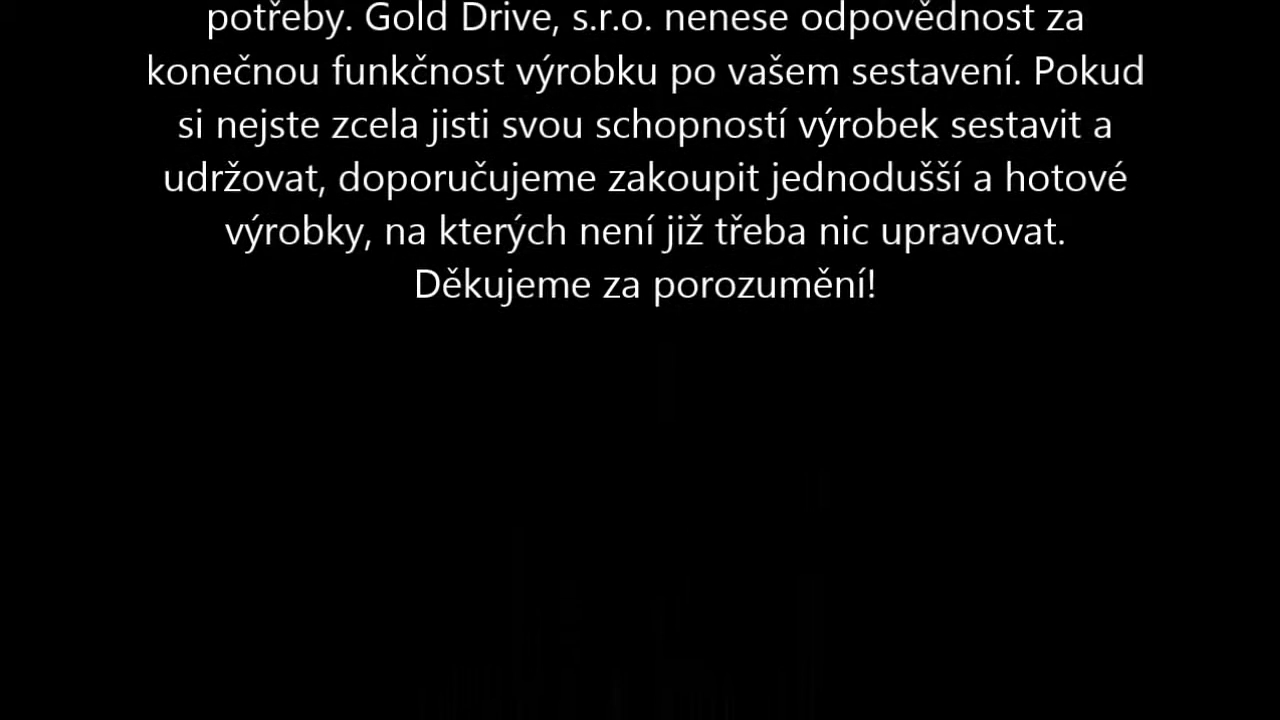 potřeby. Gold Drive, s.r.o. nenese odpovědnost za
konečnou funkčnost výrobku po vašem sestavení. Pokud
si nejste zcela jisti svou schopností výrobek sestavit a
udržovat, doporučujeme zakoupit jednodušší a hotové
výrobky, na kterých není již třeba nic upravovat.
Děkujeme za porozumění!